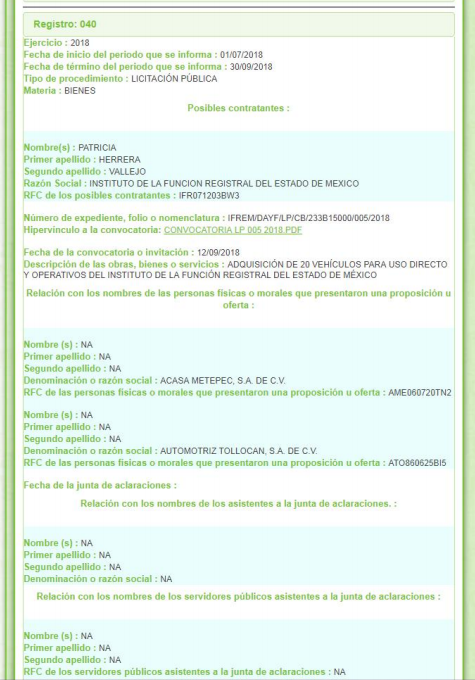 Registro: 040
Ejercicio : 2018
Fecha de inicio del periodo que se informa : 01/07/2018
Fecha de término del periodo que se informa : 30/09/2018
Tipo de procedimiento : LICITACIÓN PÚBLICA
Materia : BIENES
Posibles contratantes :
Nombre(s) : PATRICIA
Primer apellido : HERRERA
Segundo apellido : VALLEJO
Razón Social : INSTITUTO DE LA FUNCION REGISTRAL DEL ESTADO DE MEXICO
RFC de los posibles contratantes : IFR071203BW3
Número de expediente, folio o nomenclatura : IFREM/DAYF/LP/CB/233B15000/005/2018
Hipervínculo a la convocatoria: CONVOCATORIA LP 005 2018.PDF
Fecha de la convocatoria o invitación : 12/09/2018
Descripción de las obras, bienes o servicios : ADQUISICIÓN DE 20 VEHÍCULOS PARA USO DIRECTO
Y OPERATIVOS DEL INSTITUTO DE LA FUNCIÓN REGISTRAL DEL ESTADO DE MÉXICO
Relación con los nombres de las personas físicas o morales que presentaron una proposición u
oferta :
Nombre (s) : NA
Primer apellido : NA
Segundo apellido : NA
Denominación o razón social : ACASA METEPEC, S.A. DE C.V.
RFC de las personas físicas o morales que presentaron una proposición u oferta : AME060720TN2
Nombre (s) : NA
Primer apellido : NA
Segundo apellido : NA
Denominación o razón social : AUTOMOTRIZ TOLLOCAN, S.A. DE C.V.
RFC de las personas físicas o morales que presentaron una proposición u oferta : ATO860625BI5
Fecha de la junta de aclaraciones :
Relación con los nombres de los asistentes a la junta de aclaraciones. :
Nombre (s) : NA
Primer apellido : NA
Segundo apellido : NA
Denominación o razón social : NA
Relación con los nombres de los servidores públicos asistentes a la junta de aclaraciones :
Nombre (s) : NA
Primer apellido : NA
Segundo apellido : NA
RFC de los servidores públicos asistentes a la junta de aclaraciones : NA